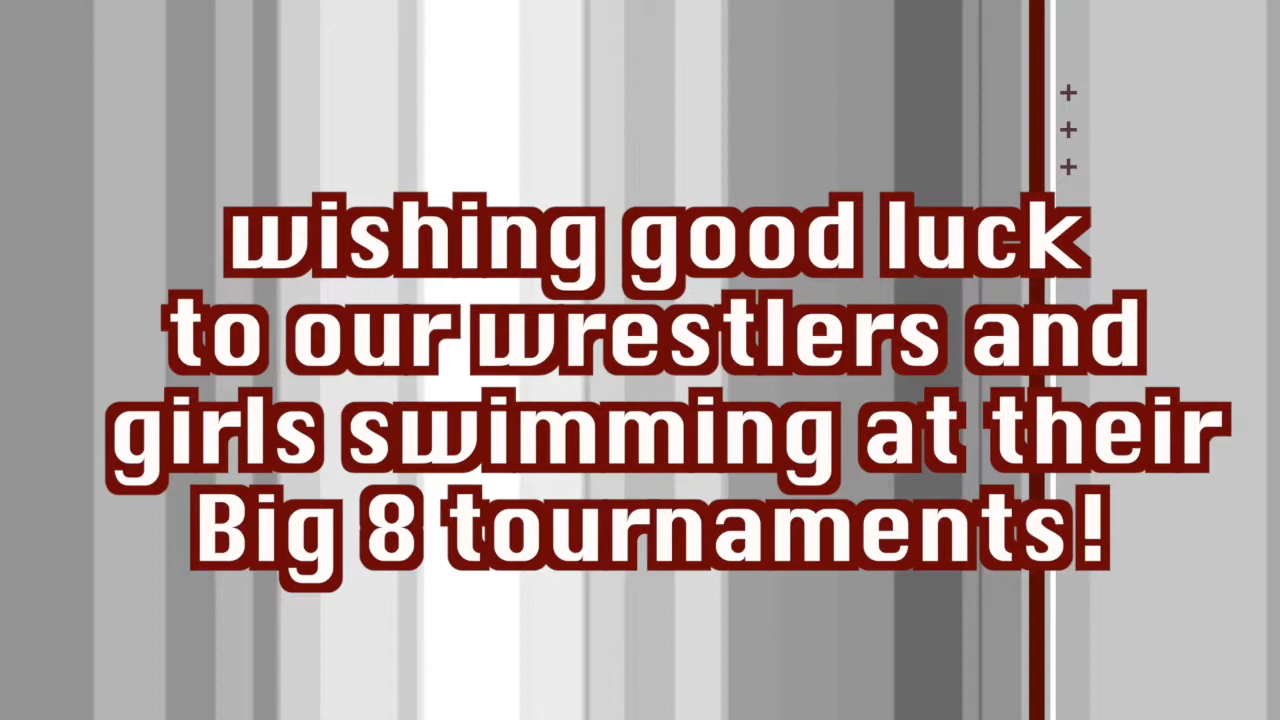 wishing good luck
to our wrestlers and
girls swimming at their
Big 8 tournaments!